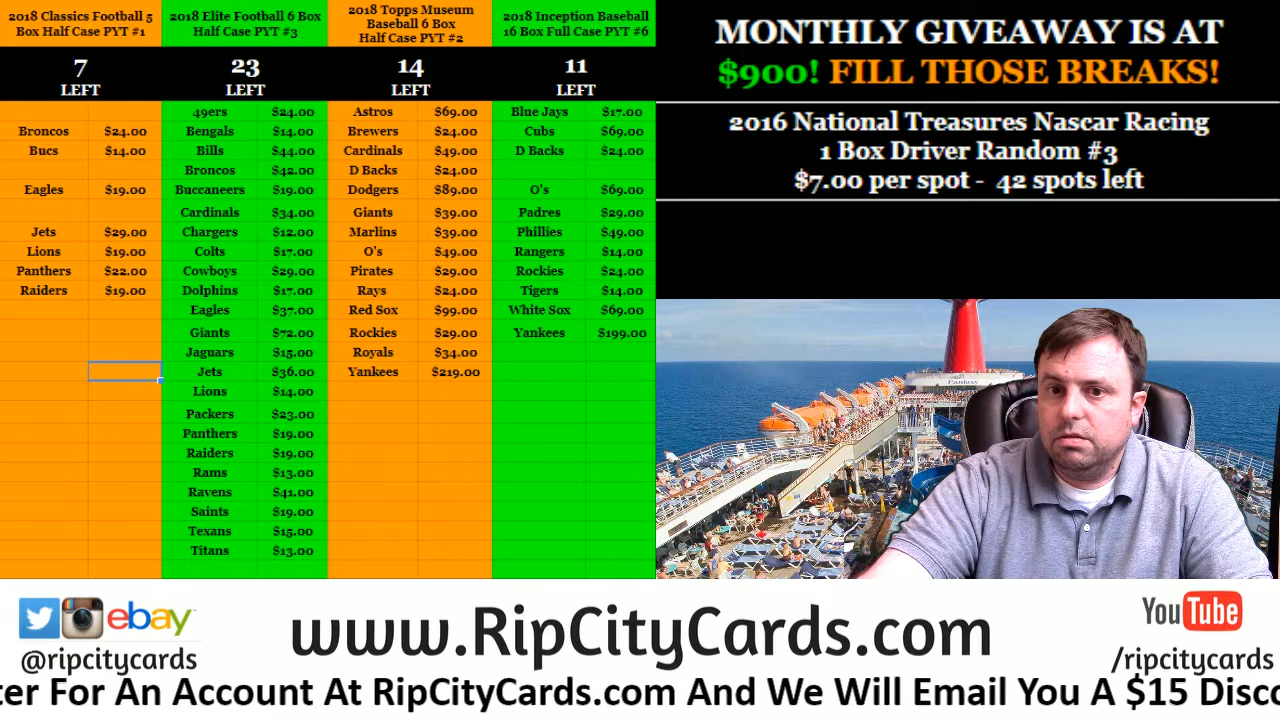 2018 Classics Football 5
Box Half Case PYT #1
7
LEFT
Broncos $24.00
Bucs $14.00
Eagles $19.00
Jets $29.00
Lions $19.00
Panthers $22.00
Raiders $19.00
2018 Elite Football 6 Box
Half Case PYT #3
23
LEFT
49ers $24.00
Bengals $14.00
Bills $44.00
Broncos $42.00
Buccaneers $19.00
Cardinals $34.00
Chargers $12.00
Colts $17.00
Cowboys $29.00
Dolphins $17.00
Eagles $37.00
Giants $72.00
Jaguars $15.00
Jets $36.00
Lions $14.00
Packers $23.00
Panthers $19.00
Raiders $19.00
Rams $13.00
Ravens $41.00
Saints $19.00
Texans $15.00
Titans $13.00
2018 Topps Museum
Baseball 6 Box
Half Case PYT #2
14
LEFT
Astros $69.00
Brewers $24.00
Cardinals $49.00
D Backs $24.00
Dodgers $89.00
Giants $39.00
Marlins $39.00
O's $49.00
Pirates $29.00
Rays $24.00
Red Sox $99.00
Rockies $29.00
Royals $34.00
Yankees $219.00
2018 Inception Baseball
16 Box Full Case PYT #6
11
LEFT
Blue Jays $17.00
Cubs $69.00
D Backs $24.00
O's $69.00
Padres $29.00
Phillies $49.00
Rangers $14.00
Rockies $24.00
Tigers $14.00
White Sox $69.00
Yankees $199.00
MONTHLY GIVEAWAY IS AT
$900! FILL THOSE BREAKS!
2016 National Treasures Nascar Racing
1 Box Driver Random #3
$7.00 per spot - 42 spots left
Fantasy
ebay
@ripcitycards
www.RipCityCards.com
YouTube
/ripcitycards
ter For An Account At RipCityCards.com And We Will Email You A $15 Disco